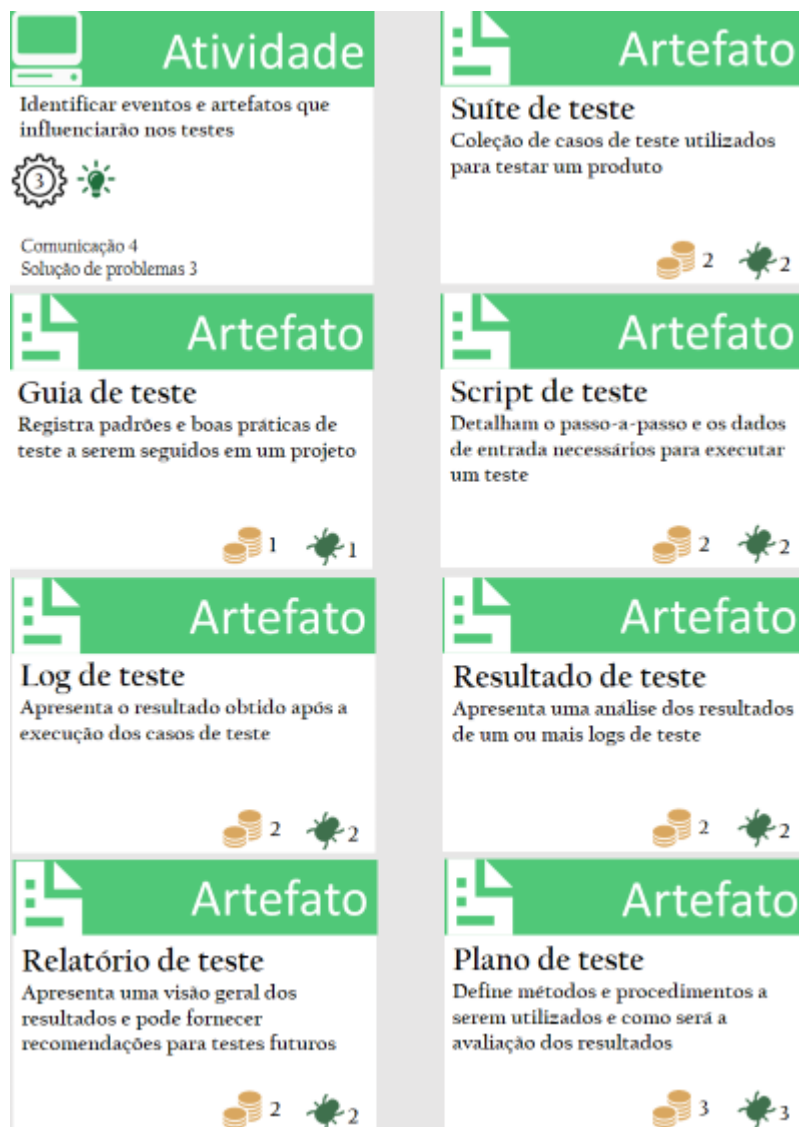 Atividade
Identificar eventos e artefatos que
influenciarão nos testes
3
Comunicação 4
Solução de problemas 3
Artefato
Suíte de teste
Coleção de casos de teste utilizados
para testar um produto
2 2
Artefato
Guia de teste
Registra padrões e boas práticas de
teste a serem seguidos em um projeto
1 1
Artefato
Script de teste
Detalham o passo-a-passo e os dados
de entrada necessários para executar
um teste
2 2
Artefato
Log de teste
Apresenta o resultado obtido após a
execução dos casos de teste
2 2
Artefato
Resultado de teste
Apresenta uma análise dos resultados
de um ou mais logs de teste
2 2
Artefato
Relatório de teste
Apresenta uma visão geral dos
resultados e pode fornecer
recomendações para testes futuros
2 2
Artefato
Plano de teste
Define métodos e procedimentos a
serem utilizados e como será a
avaliação dos resultados
3 3